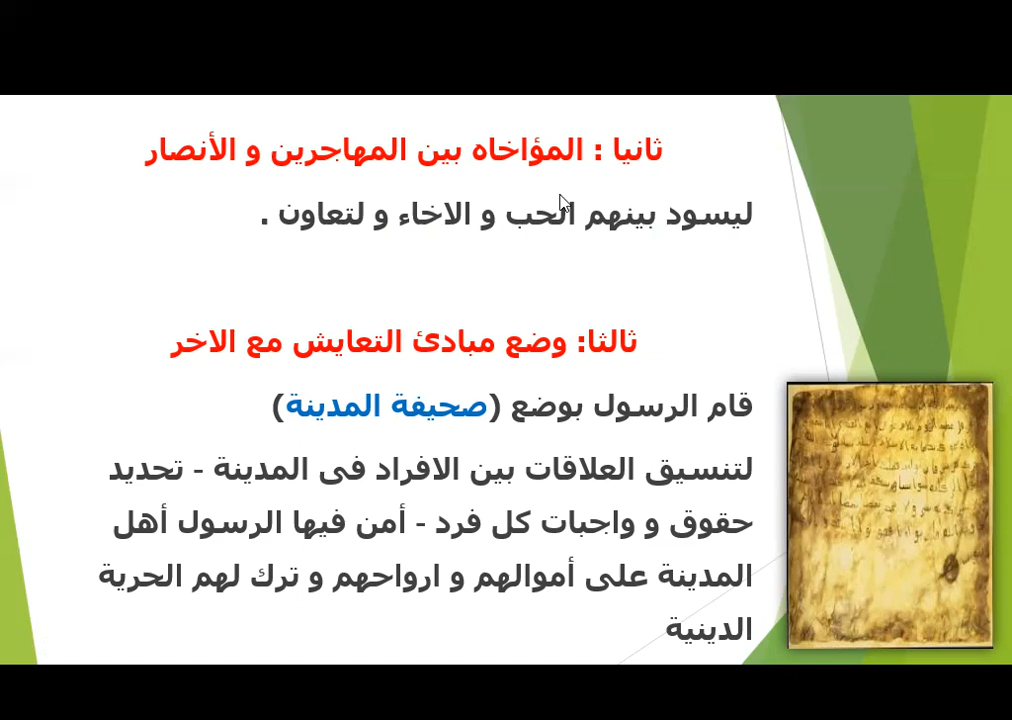 ثانيا : المؤاخاه بين المهاجرين و الأنصار
ليسود بينهم الحب و الاخاء و لتعاون .
ثالثا: وضع مبادئ التعايش مع الاخر
قام الرسول بوضع (صحيفة المدينة)
لتنسيق العلاقات بين الافراد فى المدينة - تحديد
حقوق و واجبات كل فرد - أمن فيها الرسول أهل
المدينة على أموالهم و ارواحهم و ترك لهم الحرية
الدينية